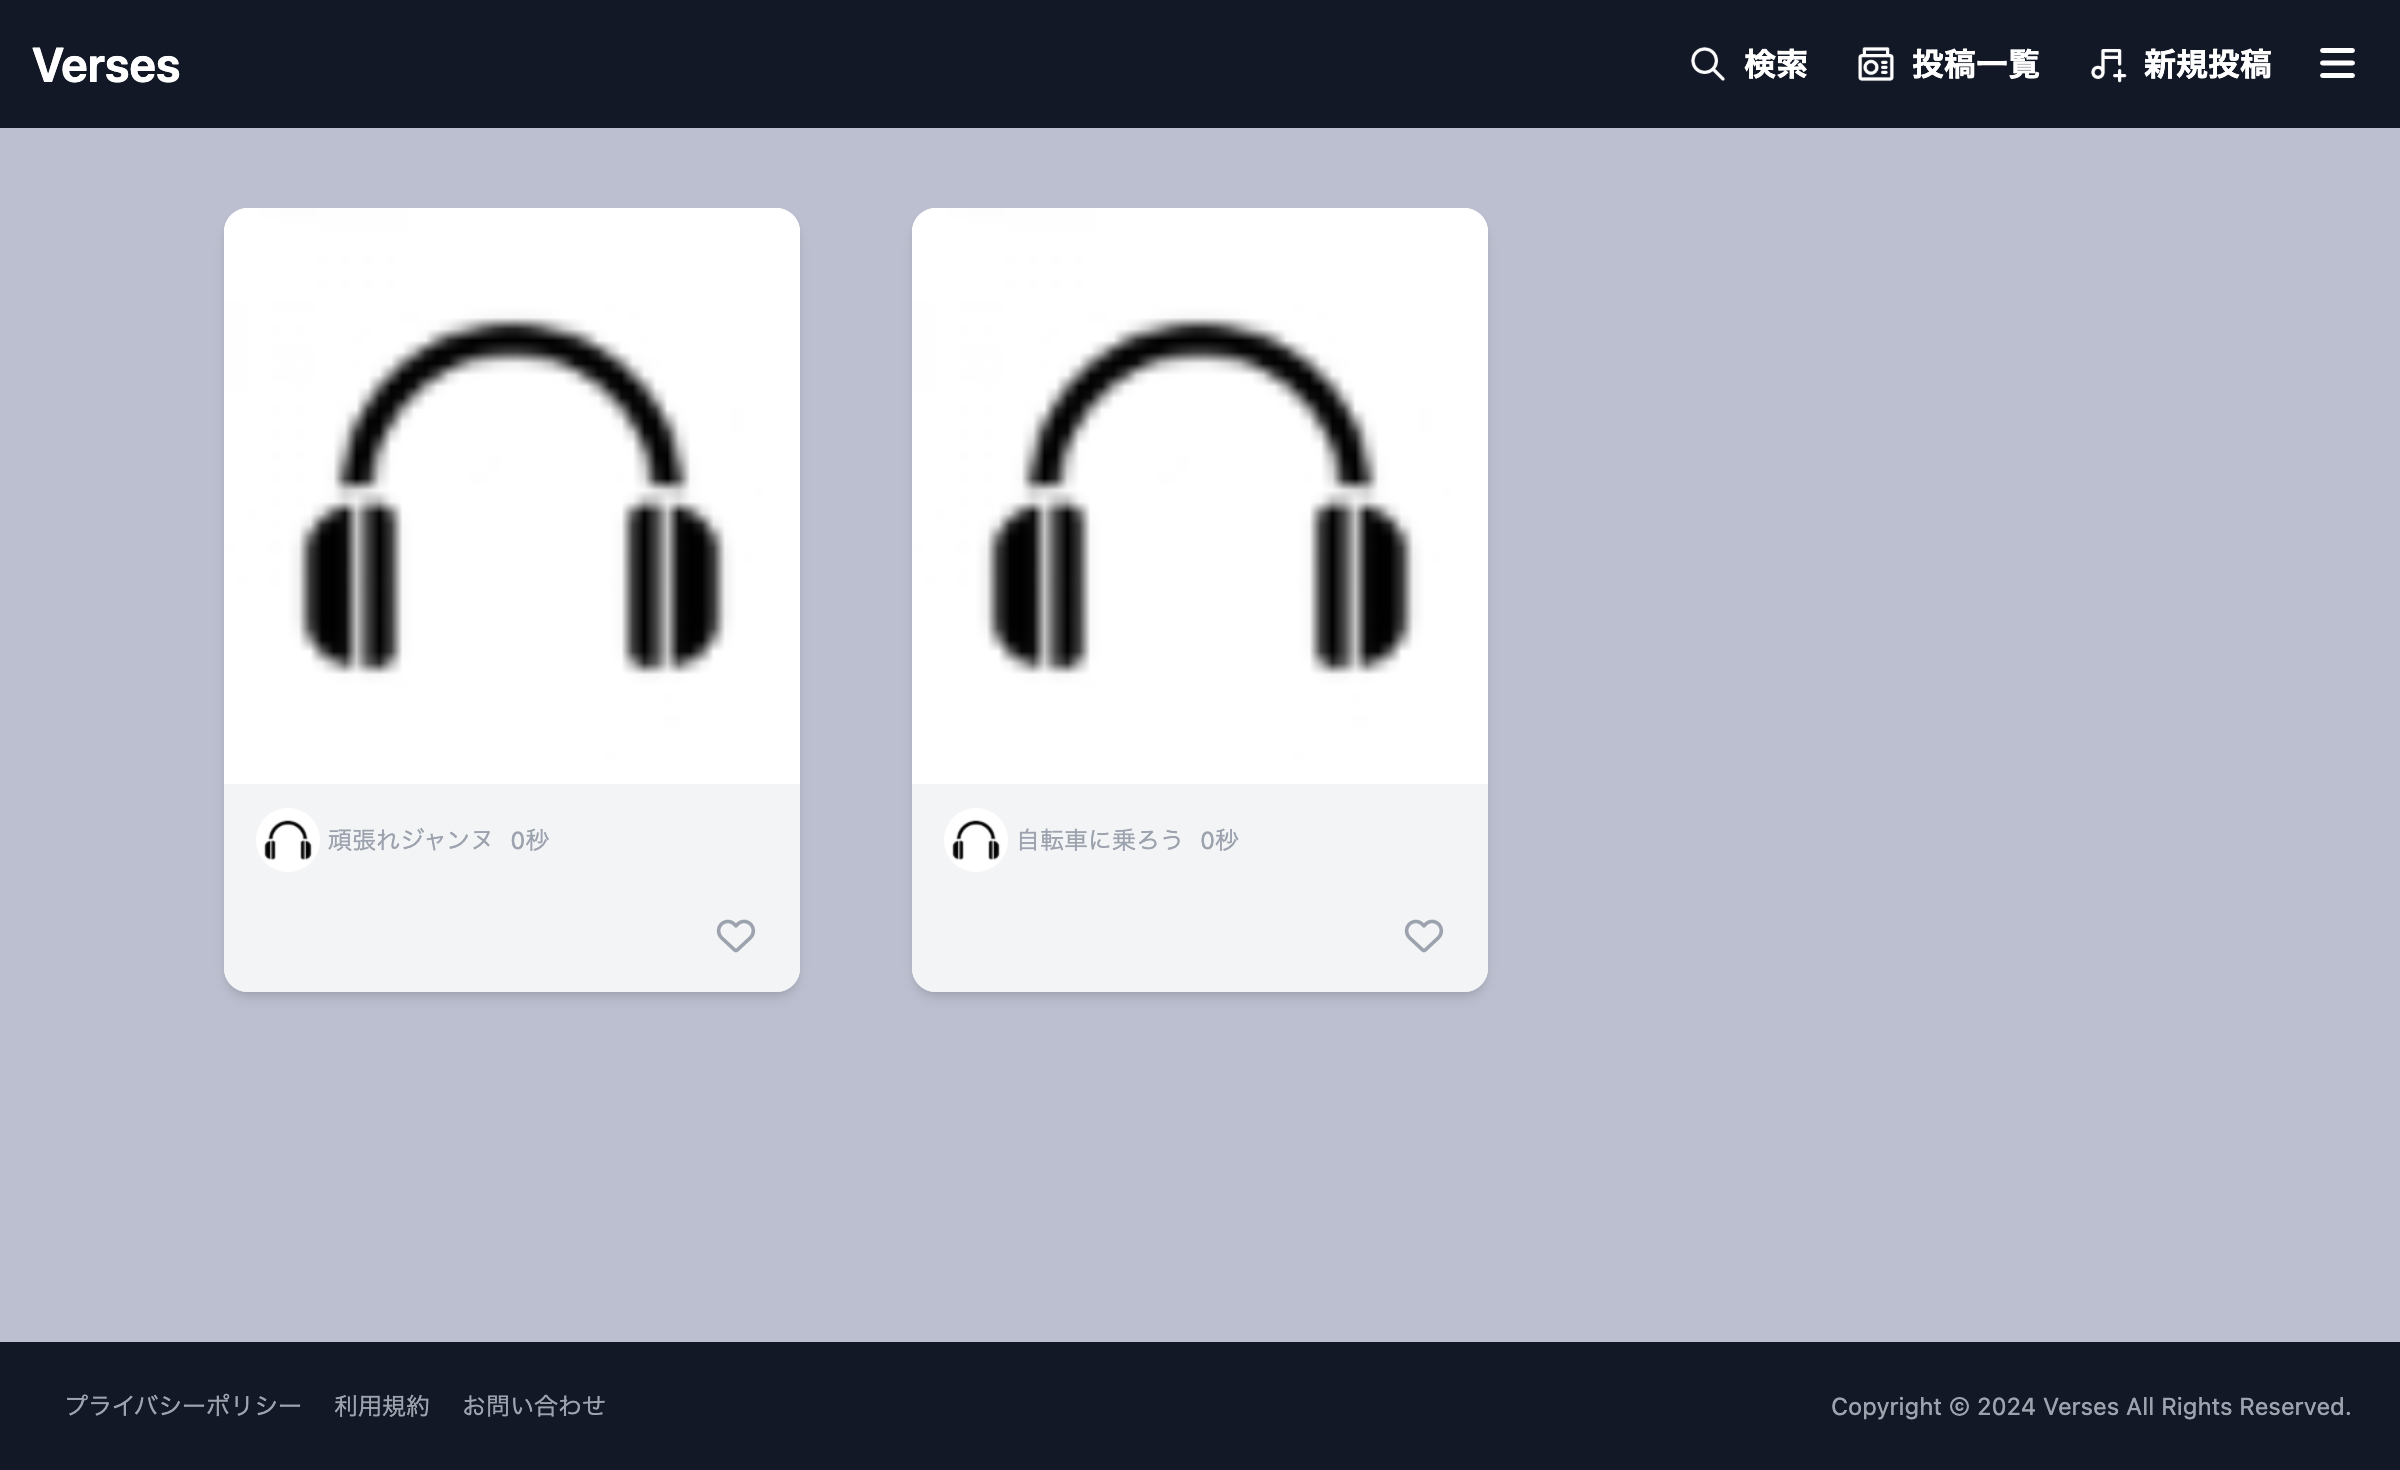 Verses
検索 投稿一覧 新規投稿
頑張れジャンヌ 0秒
自転車に乗ろう 0秒
プライバシーポリシー 利用規約 お問い合わせ
Copyright © 2024 Verses All Rights Reserved.